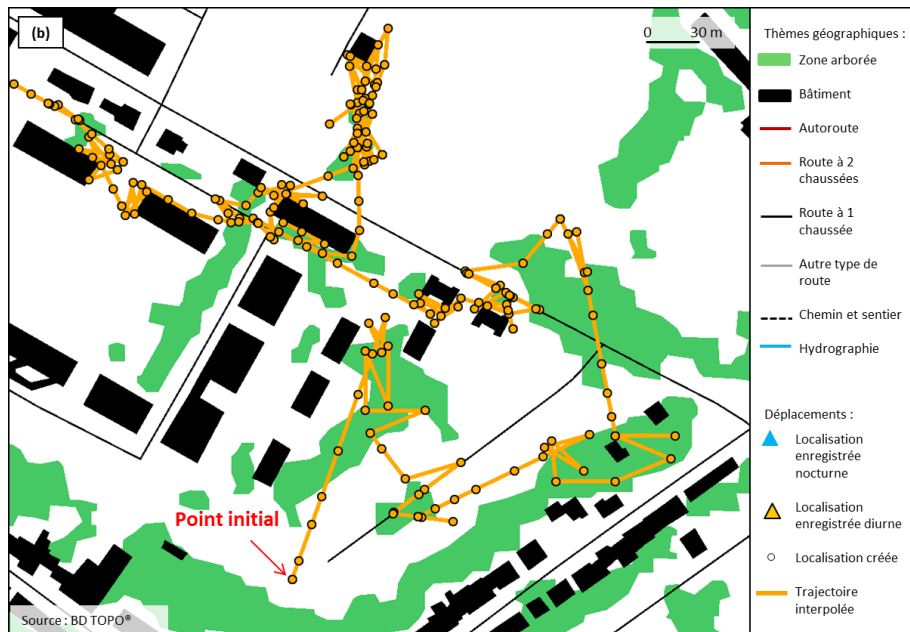 (b)
0 30 m
Point initial
Source : BD TOPO®
Thèmes géographiques :
Zone arborée
Bâtiment
Autoroute
Route à 2
chaussées
Route à 1
chaussée
Autre type de
route
Chemin et sentier
Hydrographie
Déplacements :
Localisation
enregistrée
nocturne
Localisation
enregistrée diurne
Localisation créée
Trajectoire
interpolée